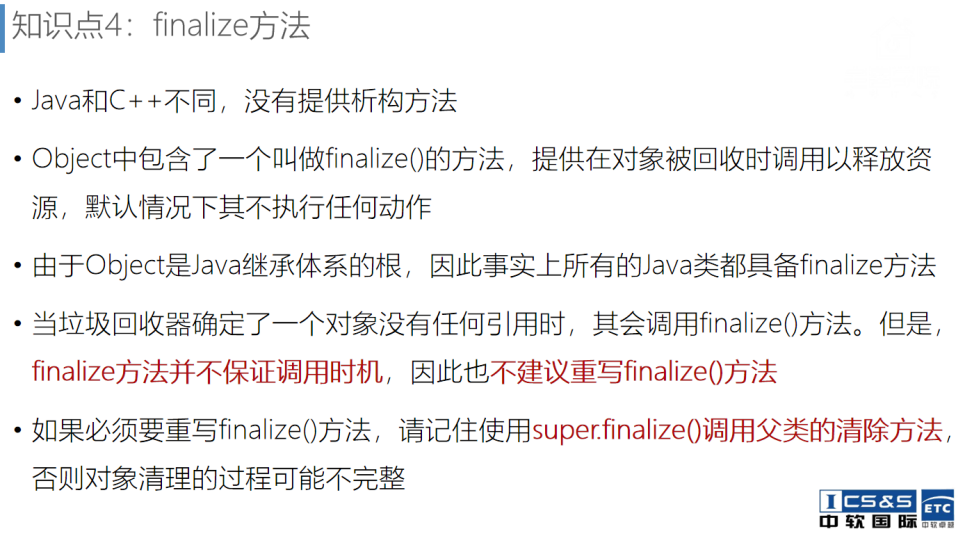 知识点4：finalize方法
• Java和C++不同，没有提供析构方法
• Object中包含了一个叫做finalize()的方法，提供在对象被回收时调用以释放资
源，默认情况下其不执行任何动作
• 由于Object是Java继承体系的根，因此事实上所有的Java类都具备finalize方法
• 当垃圾回收器确定了一个对象没有任何引用时，其会调用finalize()方法。但是，
finalize方法并不保证调用时机，因此也不建议重写finalize()方法
• 如果必须要重写finalize()方法，请记住使用super.finalize()调用父类的清除方法，
否则对象清理的过程可能不完整
ICS&S ETC
中软国际 中软卓越